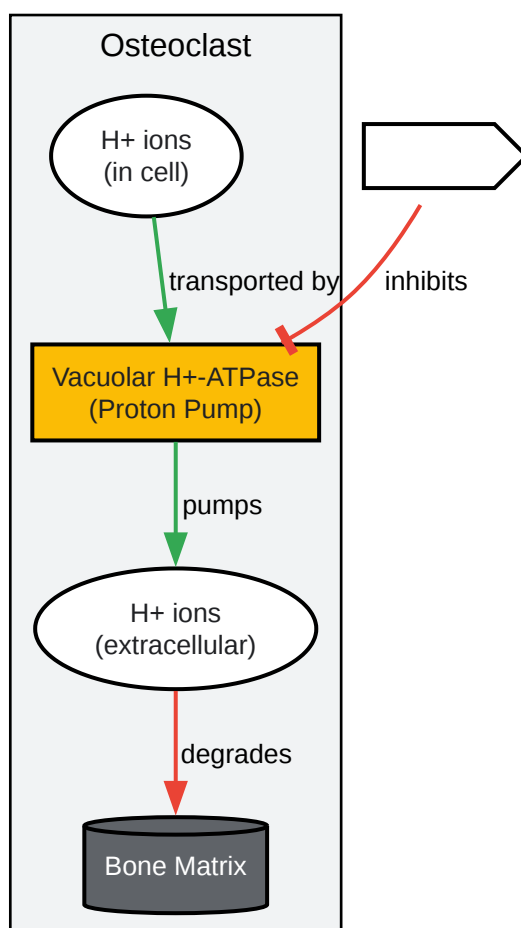 Osteoclast
H+ ions
(in cell)
transported by
inhibits
Vacuolar H+-ATPase
(Proton Pump)
pumps
H+ ions
(extracellular)
degrades
Bone Matrix